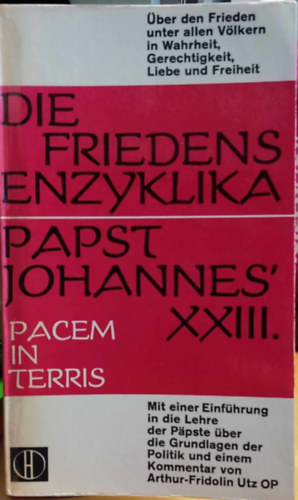 Über den Frieden
unter allen Völkern
in Wahrheit,
Gerechtigkeit,
Liebe und Freiheit
DIE
FRIEDENS
ENZYKLIKA
PAPST
JOHANNES'
XXIII.
PACEM
IN
TERRIS
Mit einer Einführung
in die Lehre
der Päpste über
die Grundlagen der
Politik und einem
Kommentar von
Arthur-Fridolin Utz OP